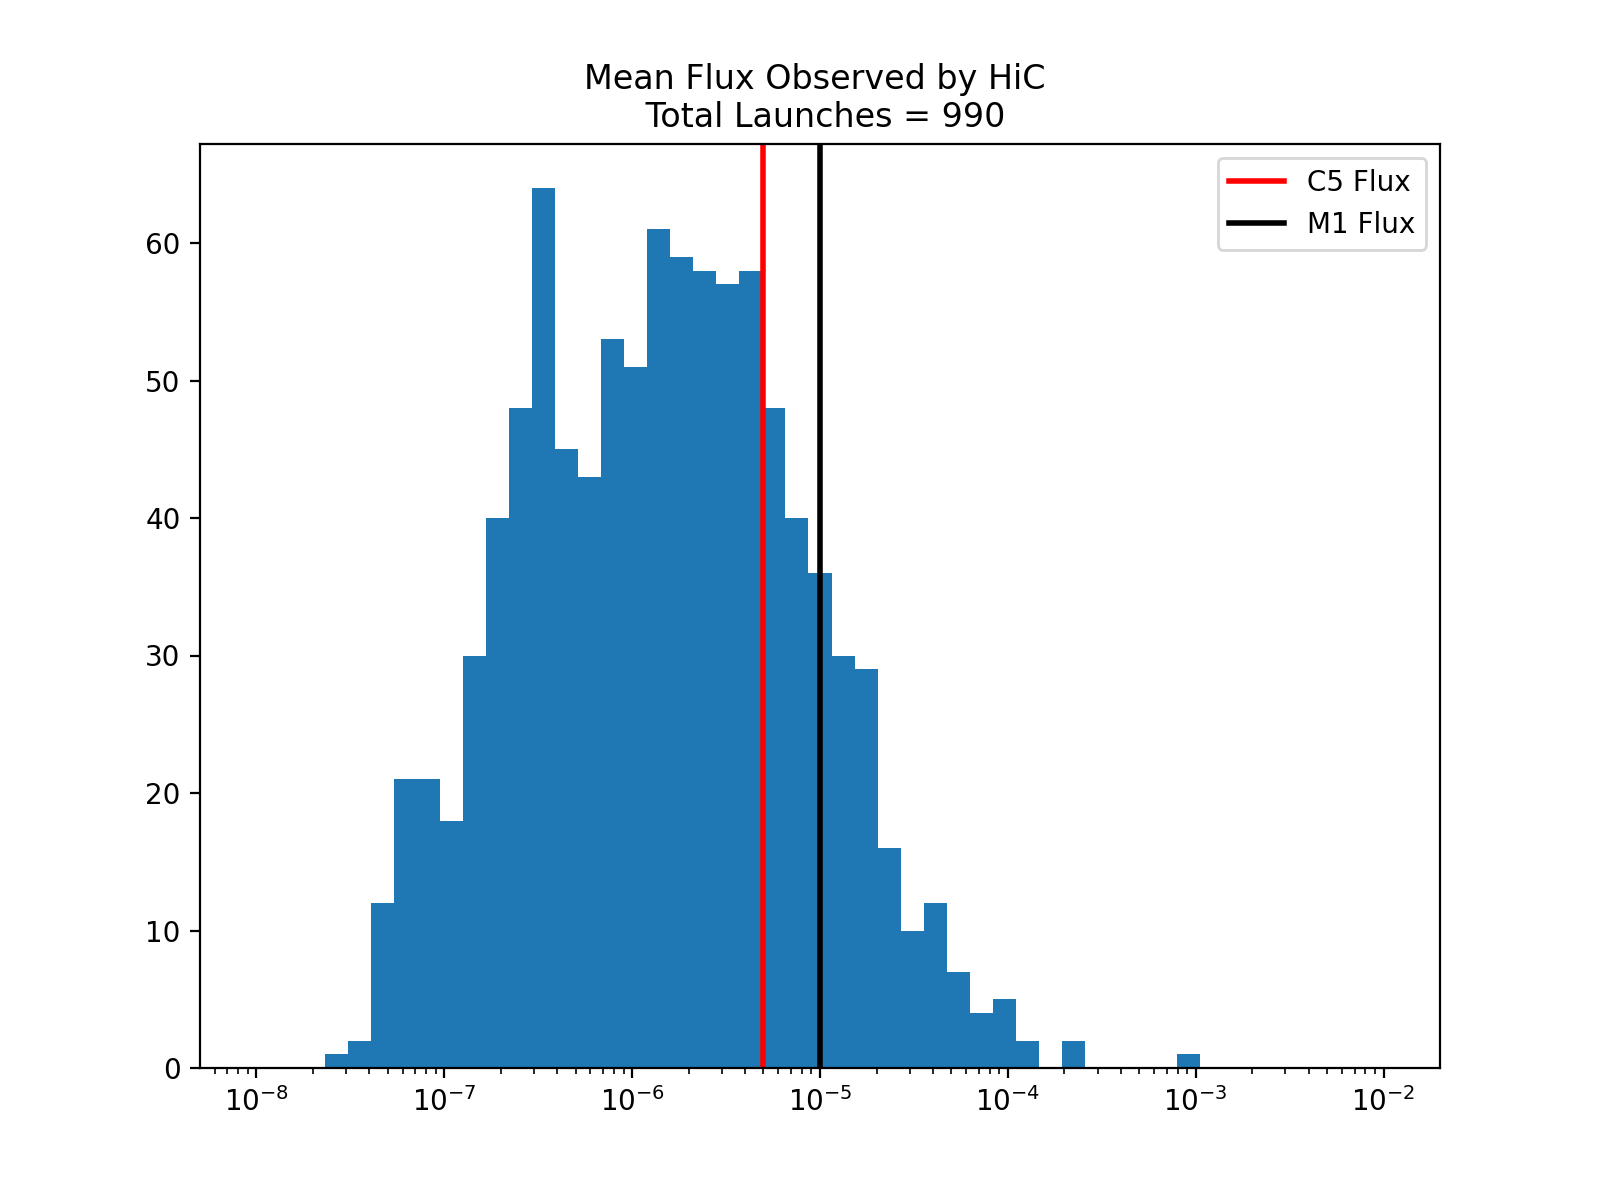 Mean Flux Observed by HiC
Total Launches = 990
C5 Flux
M1 Flux
60
50
40
30
20
10
0
10⁻⁸ 10⁻⁷ 10⁻⁶ 10⁻⁵ 10⁻⁴ 10⁻³ 10⁻²